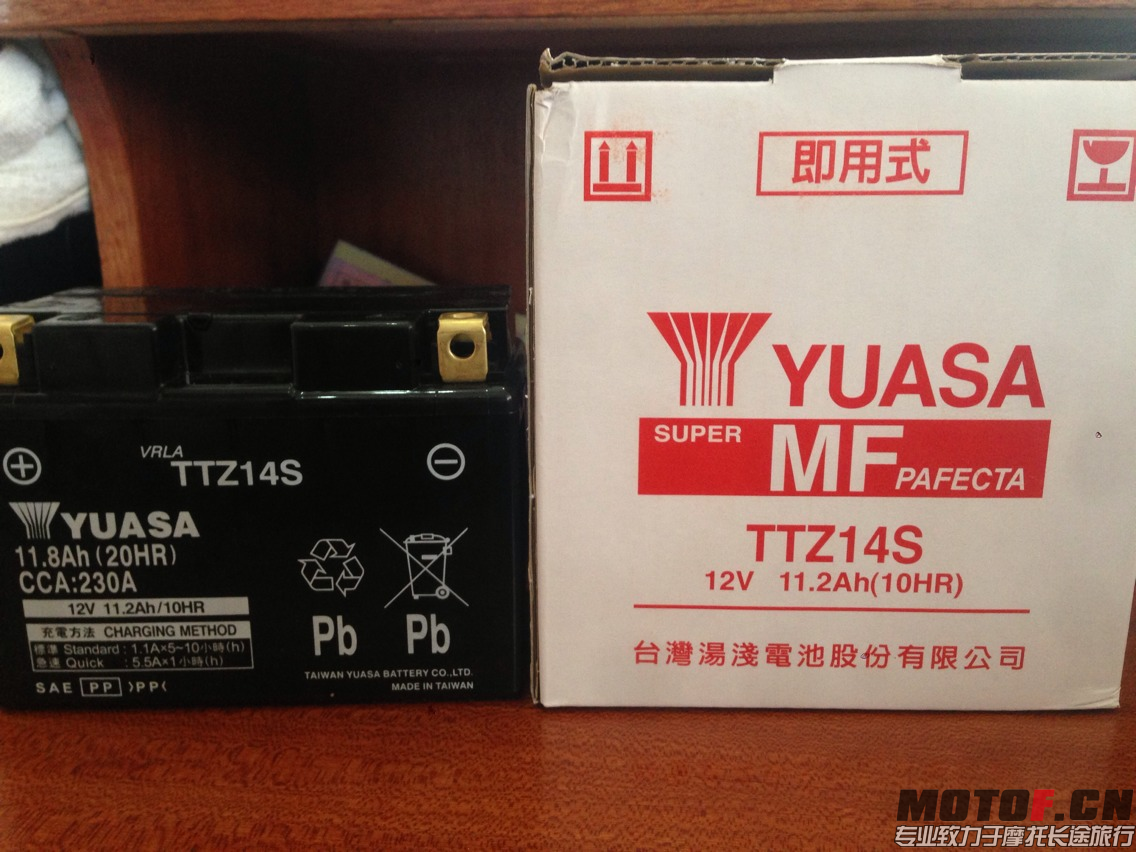 VRLA
TTZ14S
YUASA
11.8Ah (20HR)
CCA:230A
12V 11.2Ah/10HR
充電方法 CHARGING METHOD
標準 Standard : 1.1A×5~10小時(h)
急速 Quick : 5.5A×1小時(h)
SAE PP >PP<
Pb Pb
TAIWAN YUASA BATTERY CO.,LTD.
MADE IN TAIWAN
即用式
YUASA
SUPER MF PAFECTA
TTZ14S
12V 11.2Ah(10HR)
台灣湯淺電池股份有限公司
MOTOF.CN
专业致力于摩托长途旅行